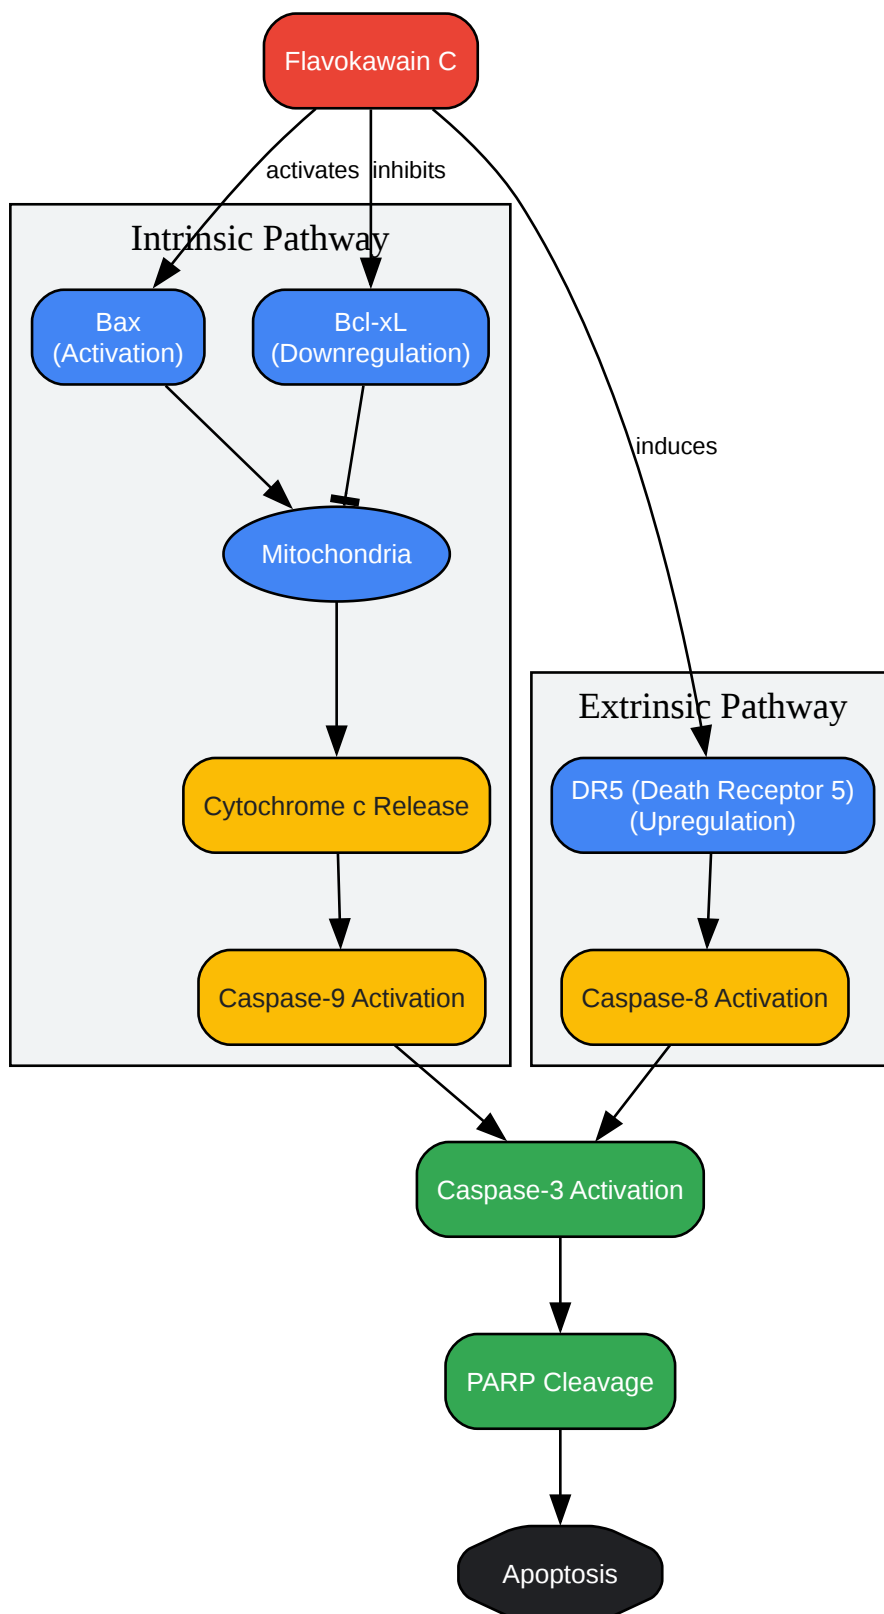 Flavokawain C
activates
inhibits
Intrinsic Pathway
Bax
(Activation)
Bcl-xL
(Downregulation)
induces
Mitochondria
Extrinsic Pathway
Cytochrome c Release
DR5 (Death Receptor 5)
(Upregulation)
Caspase-9 Activation
Caspase-8 Activation
Caspase-3 Activation
PARP Cleavage
Apoptosis